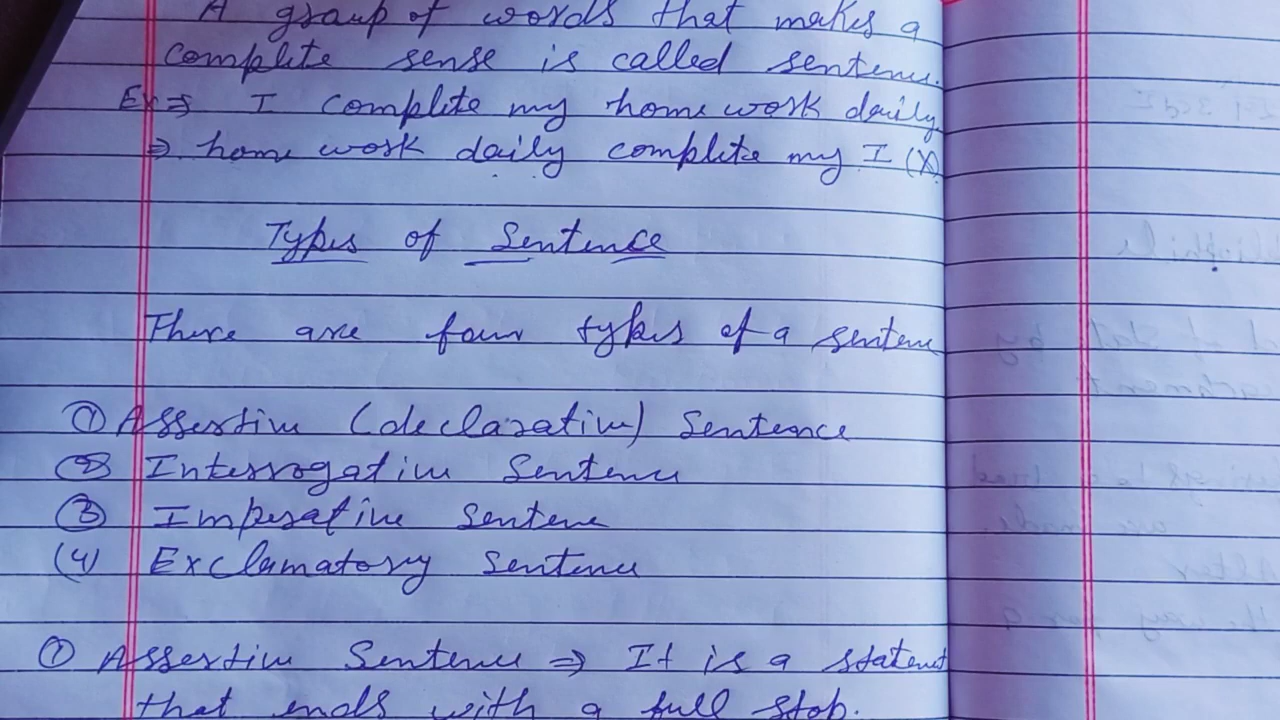 A group of words that makes a
complete sense is called sentence.
Ex ⇒ I complete my home work daily
⇒ home work daily complete my I (X)
Types of Sentence
There are four types of a sentence
① Assertive (declarative) Sentence
② Interrogative Sentence
③ Imperative Sentence
(4) Exclamatory Sentence
① Assertive Sentence ⇒ It is a statement
that ends with a full stop.